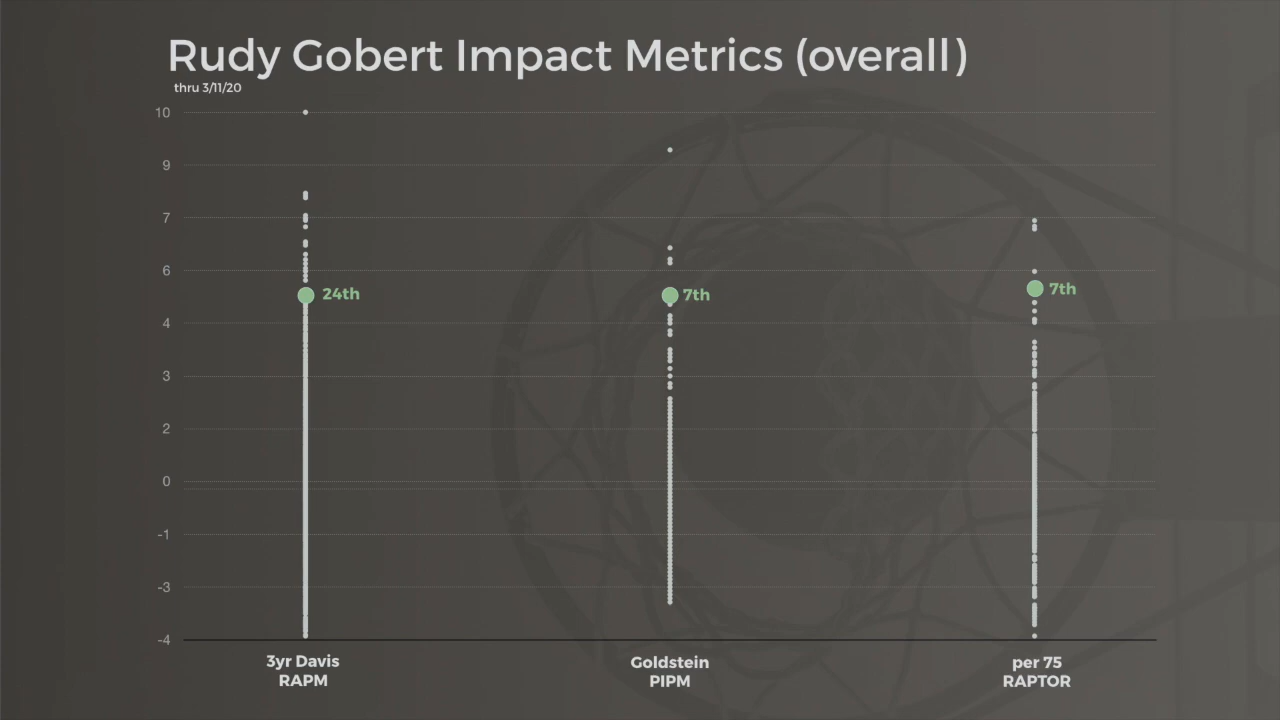 Rudy Gobert Impact Metrics (overall)
thru 3/11/20
10
9
7
6
4
3
2
0
-1
-3
-4
24th
7th
7th
3yr Davis
RAPM
Goldstein
PIPM
per 75
RAPTOR